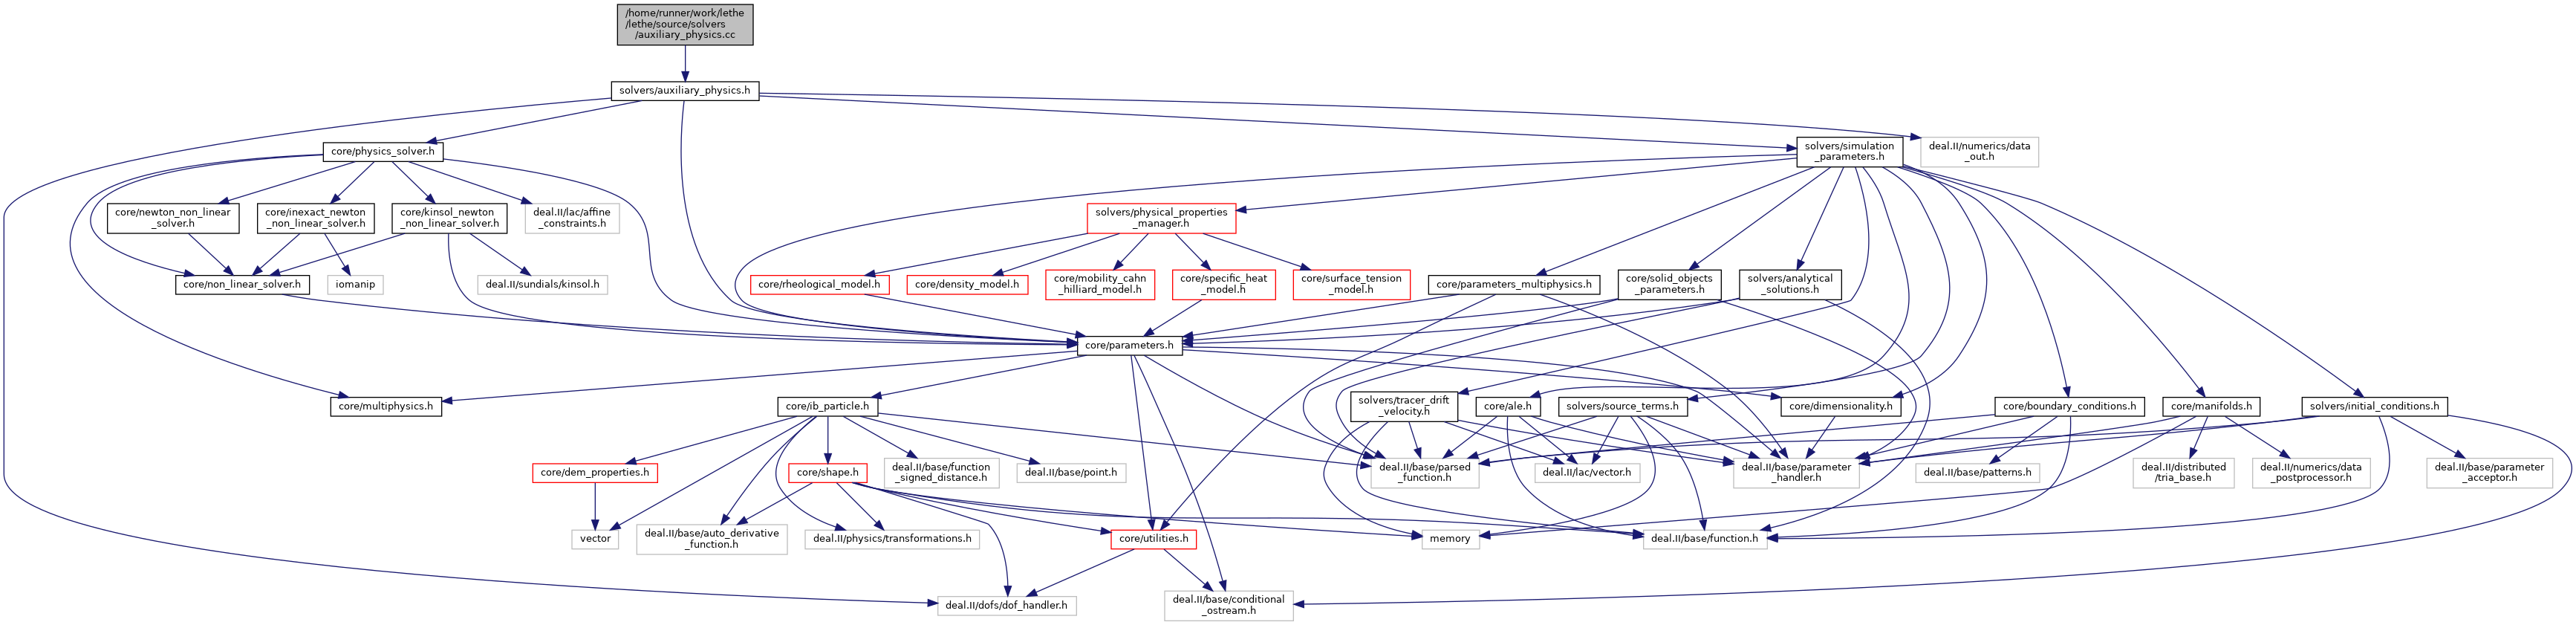 /home/runner/work/lethe
/lethe/source/solvers
/auxiliary_physics.cc
solvers/auxiliary_physics.h
core/physics_solver.h
solvers/simulation
_parameters.h
deal.II/numerics/data
_out.h
core/newton_non_linear
_solver.h
core/inexact_newton
_non_linear_solver.h
core/kinsol_newton
_non_linear_solver.h
deal.II/lac/affine
_constraints.h
solvers/physical_properties
_manager.h
core/non_linear_solver.h
iomanip
deal.II/sundials/kinsol.h
core/rheological_model.h
core/density_model.h
core/mobility_cahn
_hilliard_model.h
core/specific_heat
_model.h
core/surface_tension
_model.h
core/parameters_multiphysics.h
core/solid_objects
_parameters.h
solvers/analytical
_solutions.h
core/parameters.h
core/multiphysics.h
core/ib_particle.h
solvers/tracer_drift
_velocity.h
core/ale.h
solvers/source_terms.h
core/dimensionality.h
core/boundary_conditions.h
core/manifolds.h
solvers/initial_conditions.h
core/dem_properties.h
core/shape.h
deal.II/base/function
_signed_distance.h
deal.II/base/point.h
deal.II/base/parsed
_function.h
deal.II/lac/vector.h
deal.II/base/parameter
_handler.h
deal.II/base/patterns.h
deal.II/distributed
/tria_base.h
deal.II/numerics/data
_postprocessor.h
deal.II/base/parameter
_acceptor.h
vector
deal.II/base/auto_derivative
_function.h
deal.II/physics/transformations.h
core/utilities.h
memory
deal.II/base/function.h
deal.II/dofs/dof_handler.h
deal.II/base/conditional
_ostream.h